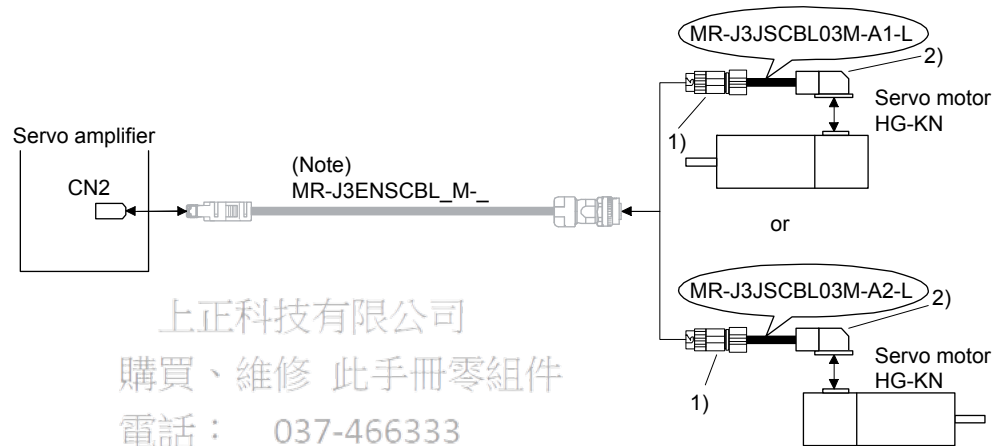 MR-J3JSCBL03M-A1-L
2)
1)
Servo motor
HG-KN
Servo amplifier
CN2
(Note)
MR-J3ENSCBL_M-_
or
MR-J3JSCBL03M-A2-L
2)
1)
Servo motor
HG-KN
上正科技有限公司
購買、維修 此手冊零組件
電話： 037-466333